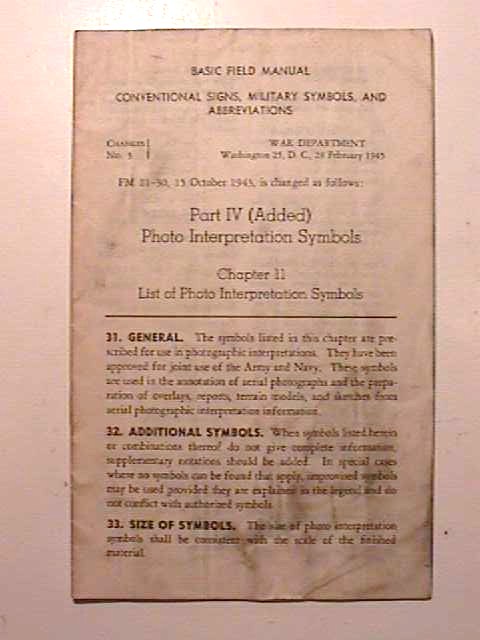 BASIC FIELD MANUAL
CONVENTIONAL SIGNS, MILITARY SYMBOLS, AND
ABBREVIATIONS
CHANGES WAR DEPARTMENT
No. 3 Washington 25, D. C., 28 February 1945
FM 21-30, 15 October 1943, is changed as follows:
Part IV (Added)
Photo Interpretation Symbols
Chapter 11
List of Photo Interpretation Symbols
31. GENERAL. The symbols listed in this chapter are pre-
scribed for use in photographic interpretations. They have been
approved for joint use of the Army and Navy. These symbols
are used in the annotation of aerial photographs and the prepa-
ration of overlays, reports, terrain models, and sketches from
aerial photographic interpretation information.
32. ADDITIONAL SYMBOLS. When symbols listed herein
or combinations thereof do not give complete information,
supplementary notations should be added. In special cases
where no symbols can be found that apply, improvised symbols
may be used provided they are explained in the legend and do
not conflict with authorized symbols.
33. SIZE OF SYMBOLS. The size of photo interpretation
symbols shall be consistent with the scale of the finished
material.